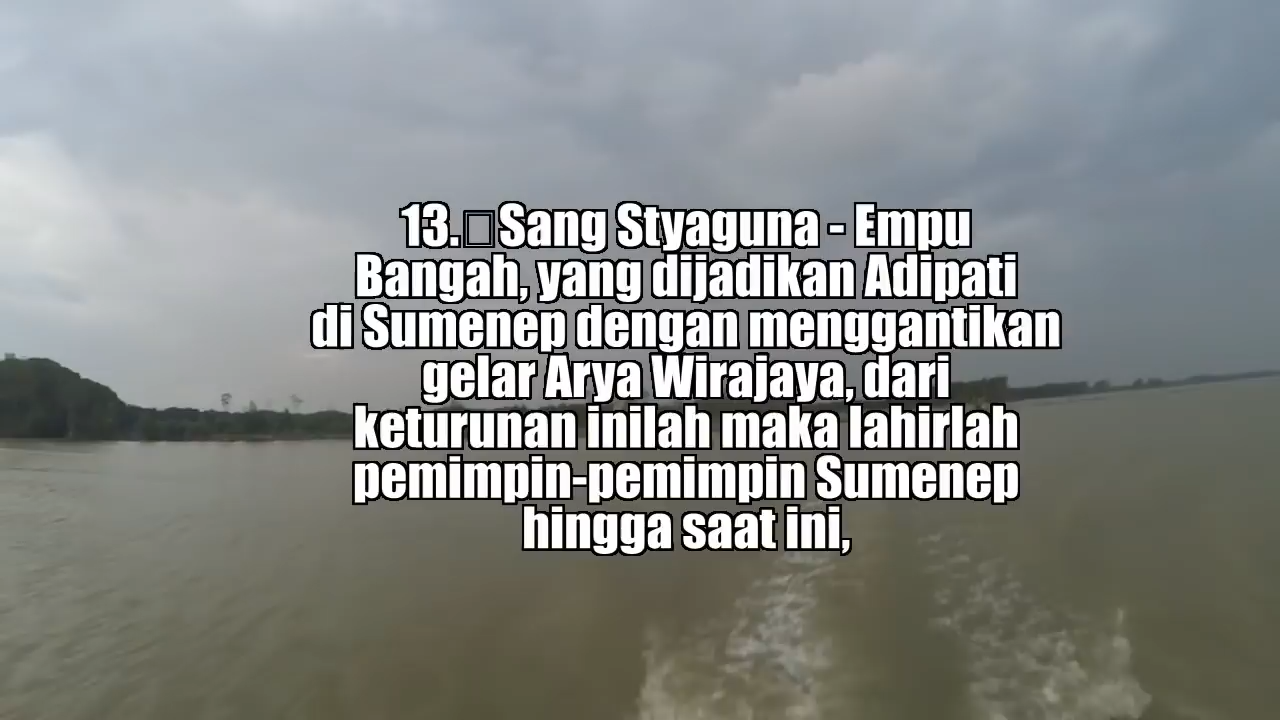 13.□Sang Styaguna - Empu
Bangah, yang dijadikan Adipati
di Sumenep dengan menggantikan
gelar Arya Wirajaya, dari
keturunan inilah maka lahirlah
pemimpin-pemimpin Sumenep
hingga saat ini,